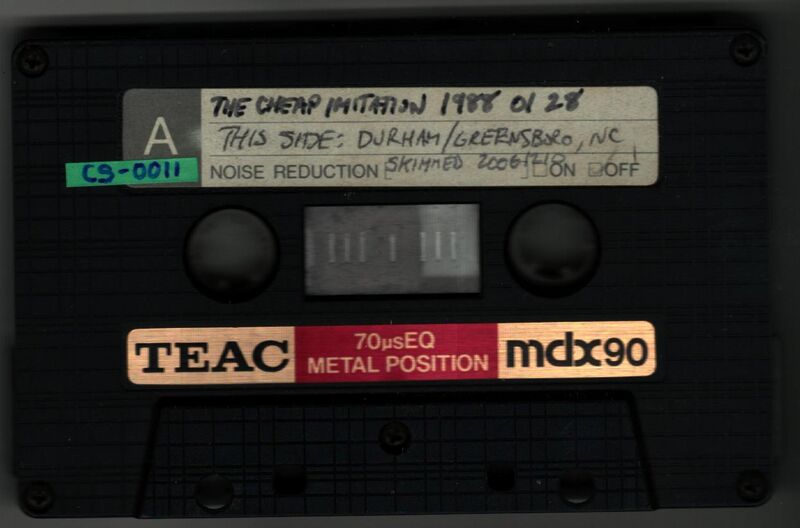 THE CHEAP IMITATION 1988 01 28
THIS SIDE: DURHAM/GREENSBORO, NC
A
CS-0011
NOISE REDUCTION
SKIMMED
ON OFF
TEAC
70μsEQ
METAL POSITION
mdx90